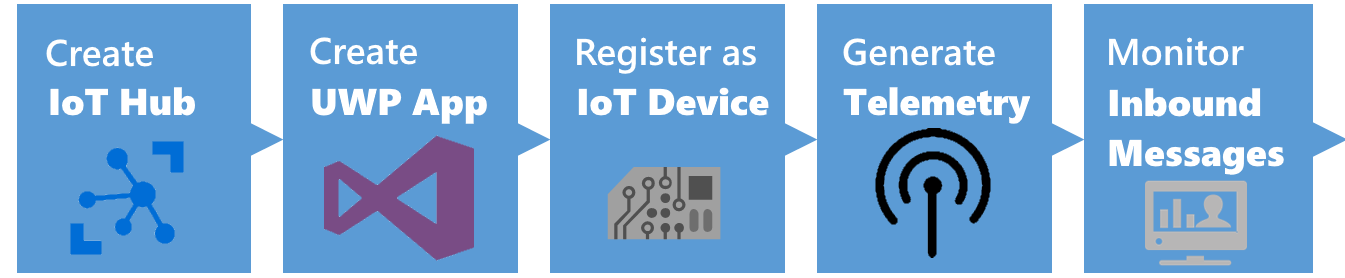 Create
IoT Hub
Create
UWP App
Register as
IoT Device
Generate
Telemetry
Monitor
Inbound
Messages